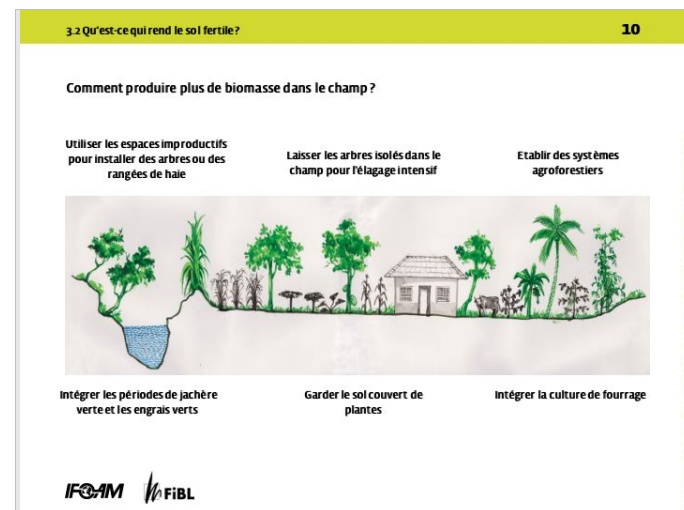 3.2 Qu'est-ce qui rend le sol fertile?
10
Comment produire plus de biomasse dans le champ?
Utiliser les espaces improductifs
pour installer des arbres ou des
rangées de haie
Laisser les arbres isolés dans le
champ pour l'élagage intensif
Etablir des systèmes
agroforestiers
Intégrer les périodes de jachère
verte et les engrais verts
Garder le sol couvert de
plantes
Intégrer la culture de fourrage
IFOAM
FiBL